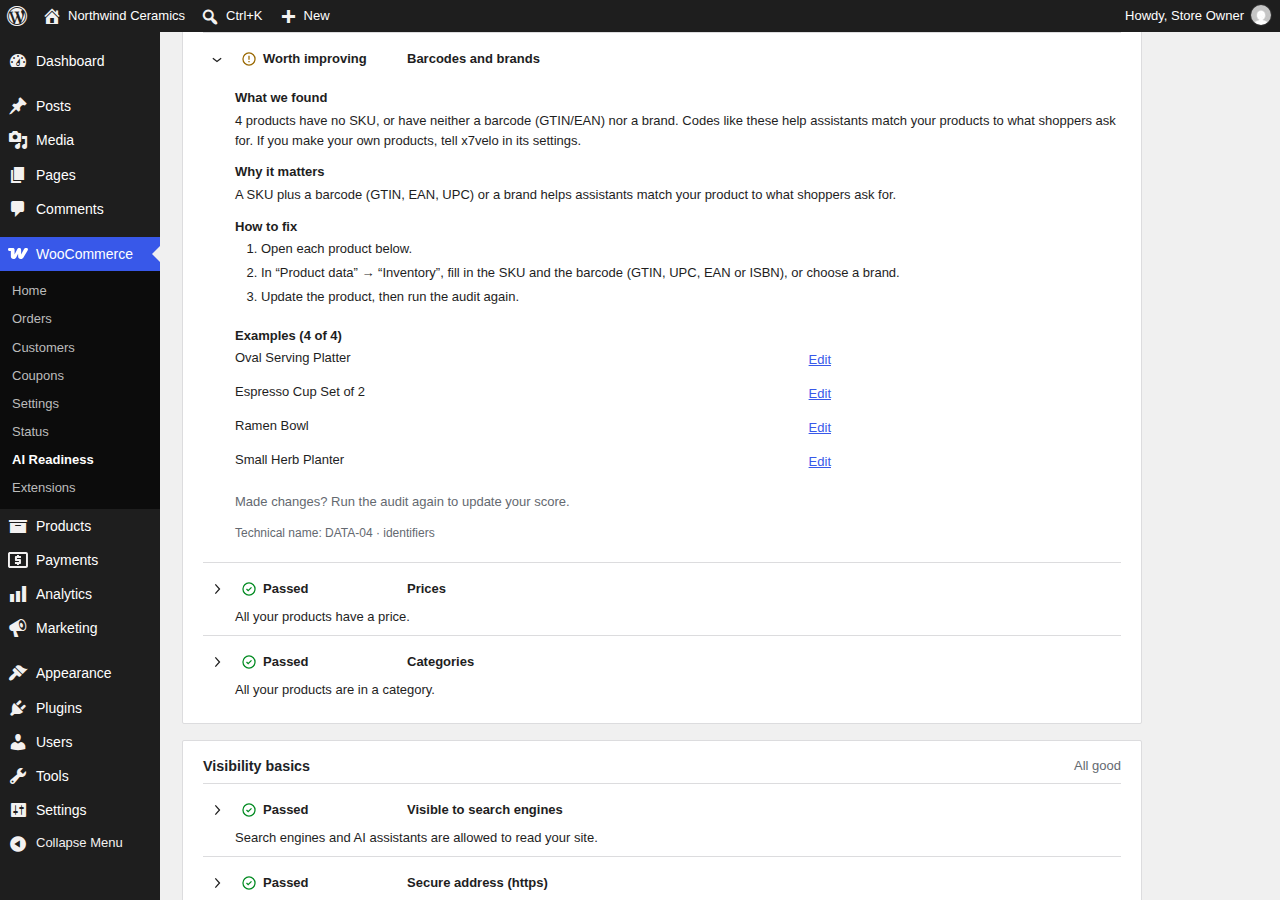 Northwind Ceramics
Ctrl+K
New
Howdy, Store Owner
Dashboard
Posts
Media
Pages
Comments
WooCommerce
Home
Orders
Customers
Coupons
Settings
Status
AI Readiness
Extensions
Products
Payments
Analytics
Marketing
Appearance
Plugins
Users
Tools
Settings
Collapse Menu
Worth improving Barcodes and brands
What we found
4 products have no SKU, or have neither a barcode (GTIN/EAN) nor a brand. Codes like these help assistants match your products to what shoppers ask
for. If you make your own products, tell x7velo in its settings.
Why it matters
A SKU plus a barcode (GTIN, EAN, UPC) or a brand helps assistants match your product to what shoppers ask for.
How to fix
1. Open each product below.
2. In “Product data” → “Inventory”, fill in the SKU and the barcode (GTIN, UPC, EAN or ISBN), or choose a brand.
3. Update the product, then run the audit again.
Examples (4 of 4)
Oval Serving Platter Edit
Espresso Cup Set of 2 Edit
Ramen Bowl Edit
Small Herb Planter Edit
Made changes? Run the audit again to update your score.
Technical name: DATA-04 · identifiers
Passed Prices
All your products have a price.
Passed Categories
All your products are in a category.
Visibility basics All good
Passed Visible to search engines
Search engines and AI assistants are allowed to read your site.
Passed Secure address (https)